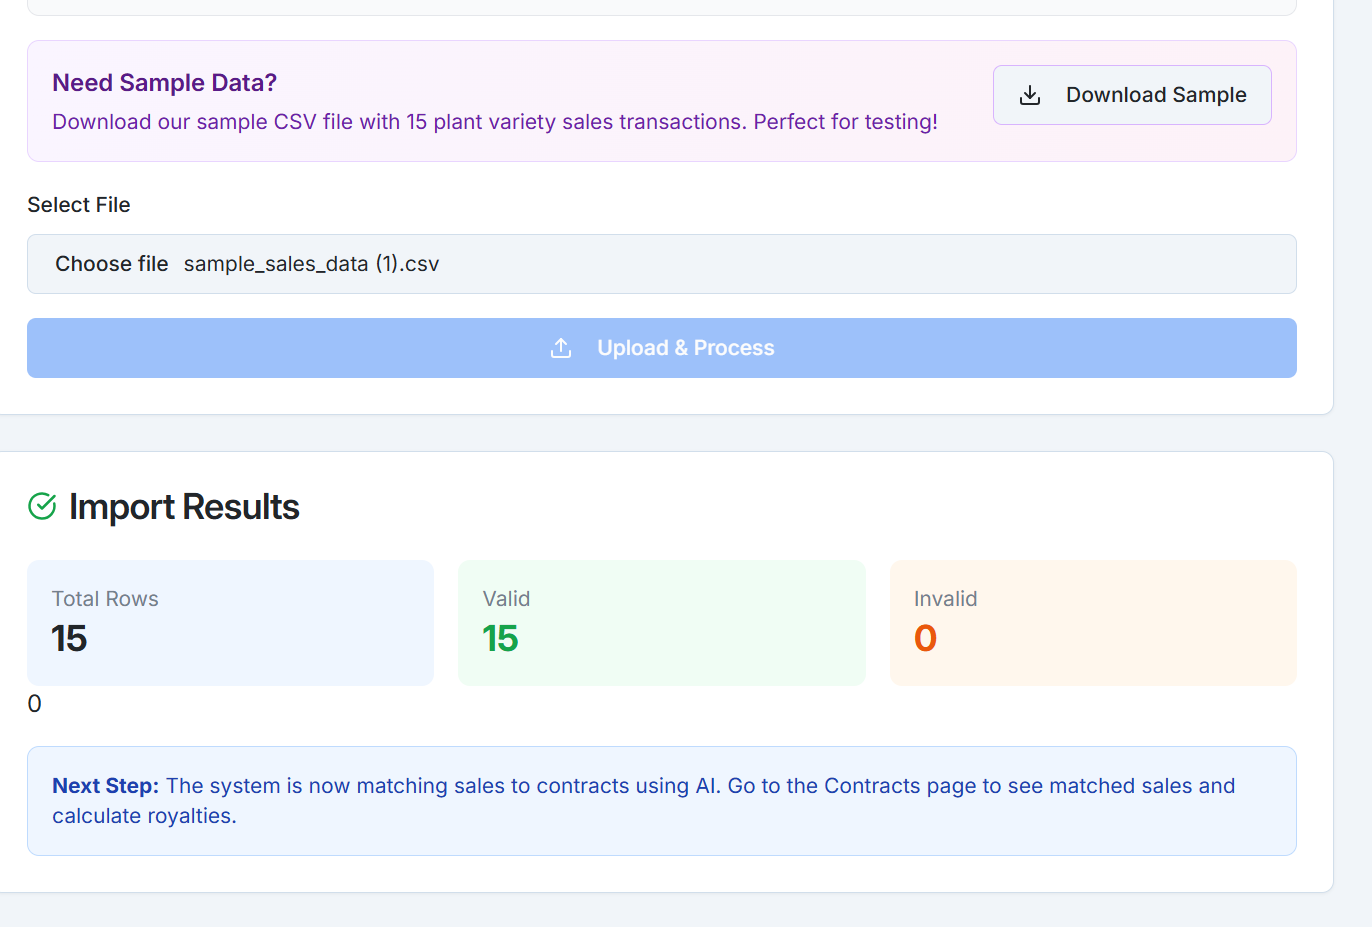 Need Sample Data?
Download our sample CSV file with 15 plant variety sales transactions. Perfect for testing!
Download Sample
Select File
Choose file sample_sales_data (1).csv
Upload & Process
Import Results
Total Rows
15
Valid
15
Invalid
0
0
Next Step: The system is now matching sales to contracts using AI. Go to the Contracts page to see matched sales and
calculate royalties.